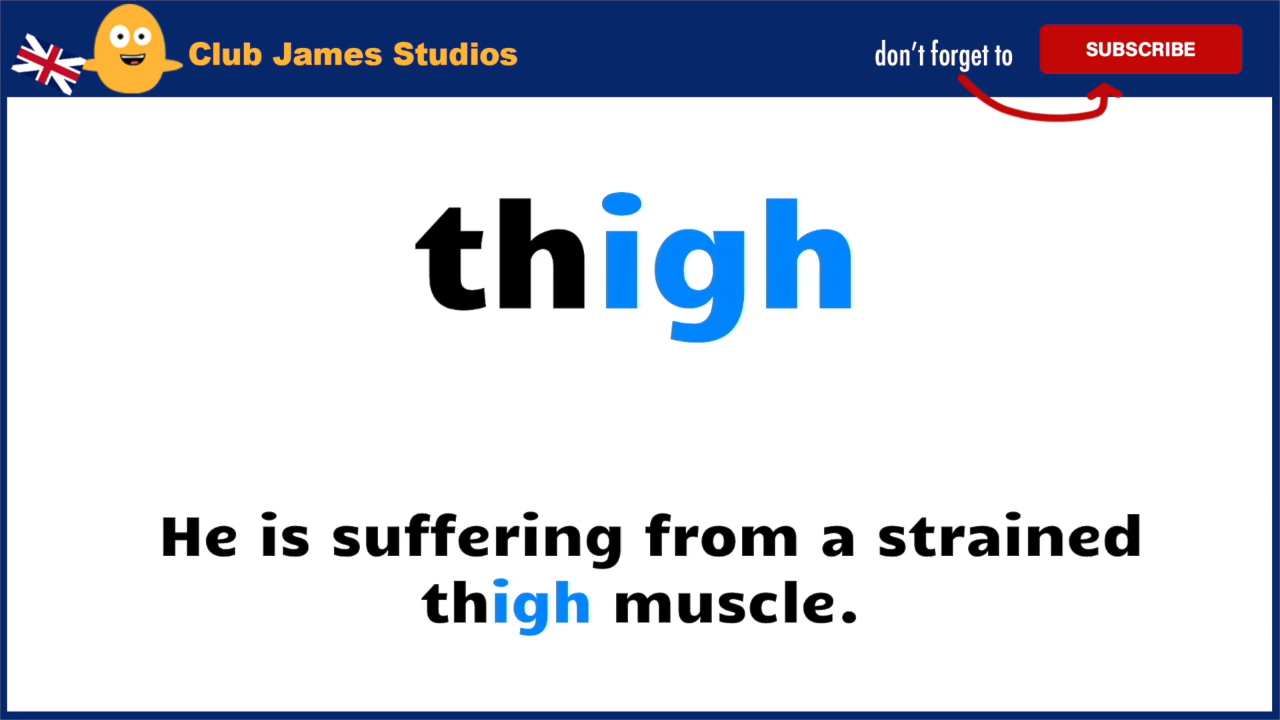 Club James Studios
don't forget to
SUBSCRIBE
thigh
He is suffering from a strained
thigh muscle.